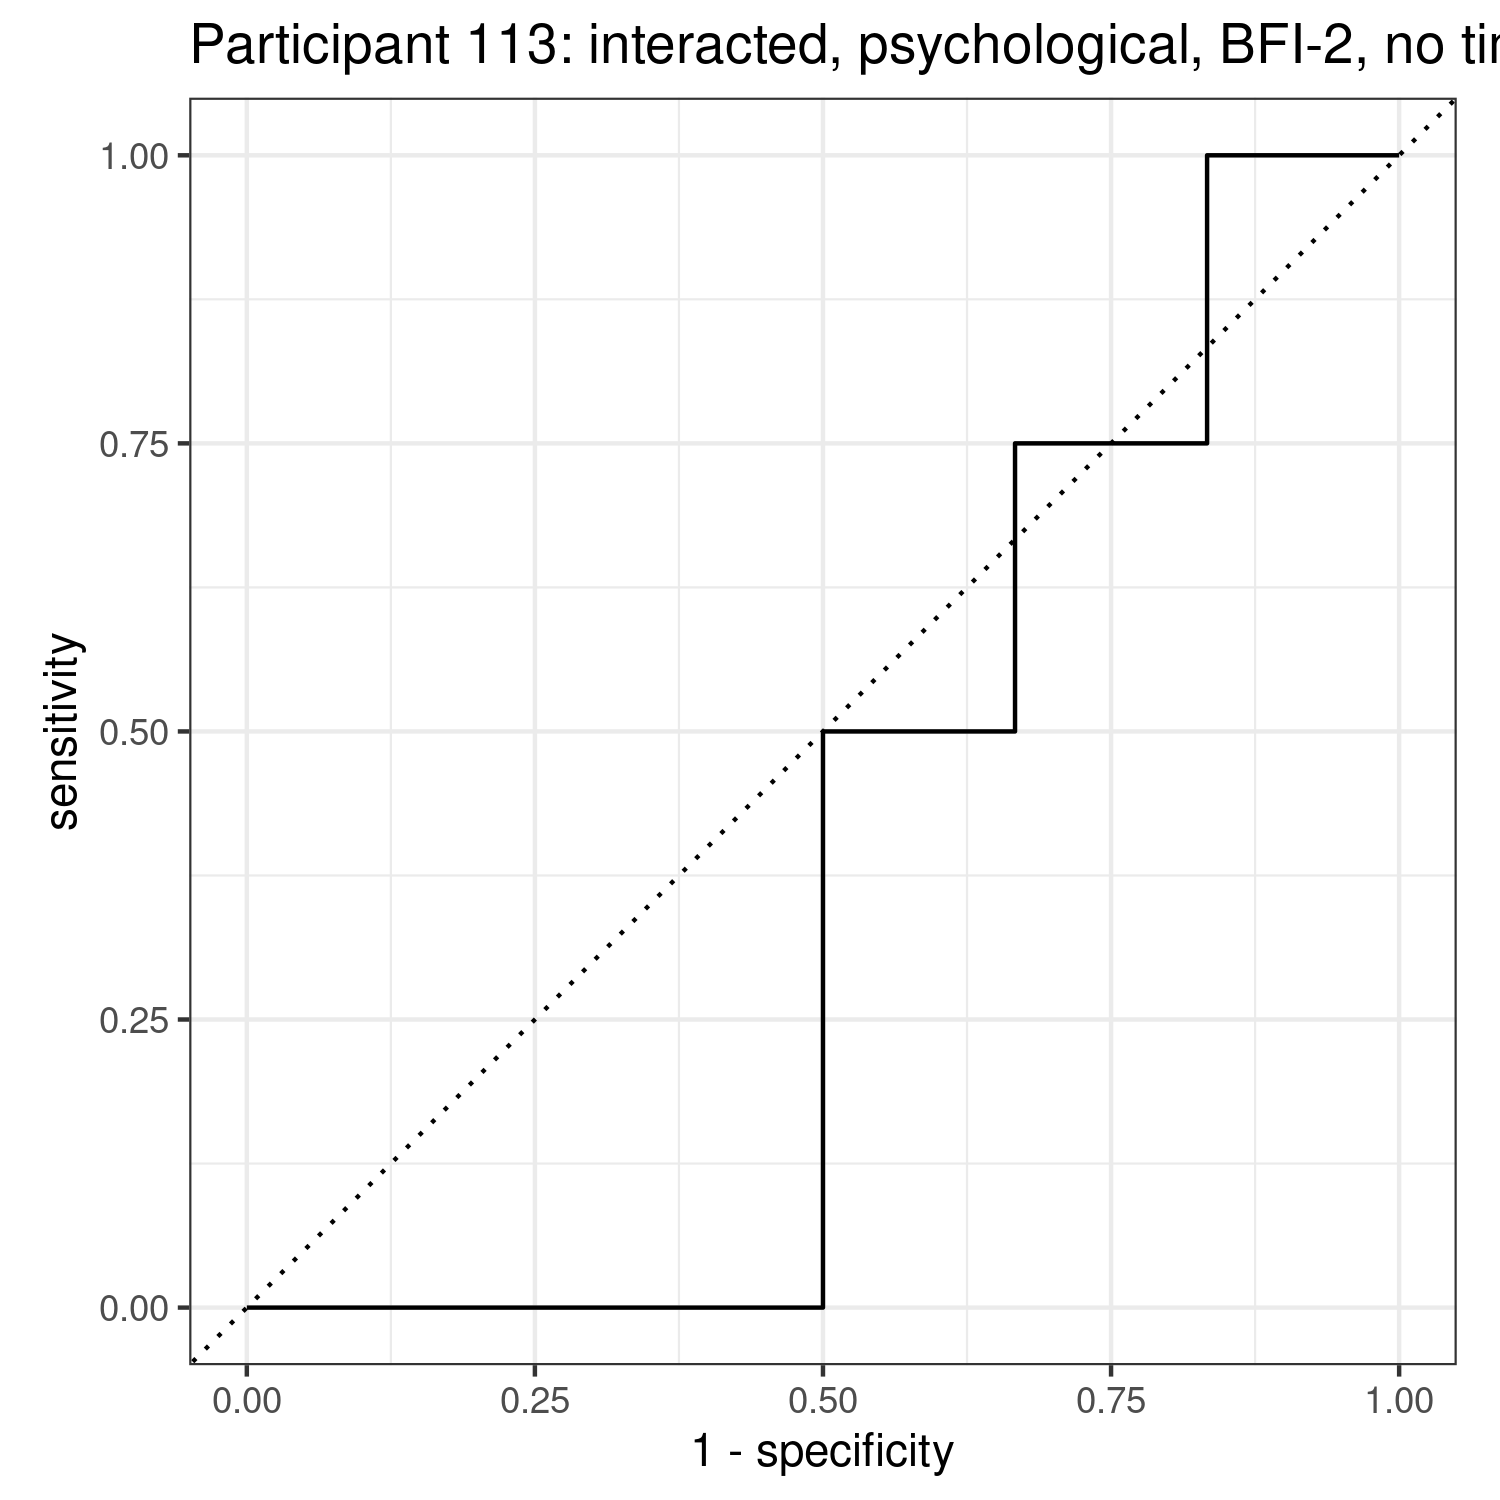 Participant 113: interacted, psychological, BFI-2, no
1.00
0.75
0.50
0.25
0.00
sensitivity
0.00 0.25 0.50 0.75 1.00
1 - specificity